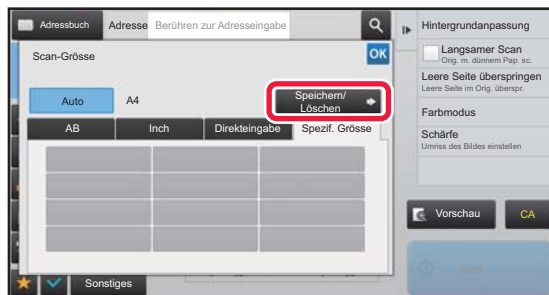 Adressbuch Adresse Berühren zur Adresseingabe
Scan-Grösse OK
Auto A4 Speichern/
Löschen
AB Inch Direkteingabe Spezif. Grösse
Sonstiges
Hintergrundanpassung
Langsamer Scan
Orig. m. dünnem Pap. sc.
Leere Seite überspringen
Leere Seite im Orig. überspr.
Farbmodus
Schärfe
Umriss des Bildes einstellen
Vorschau CA
Start